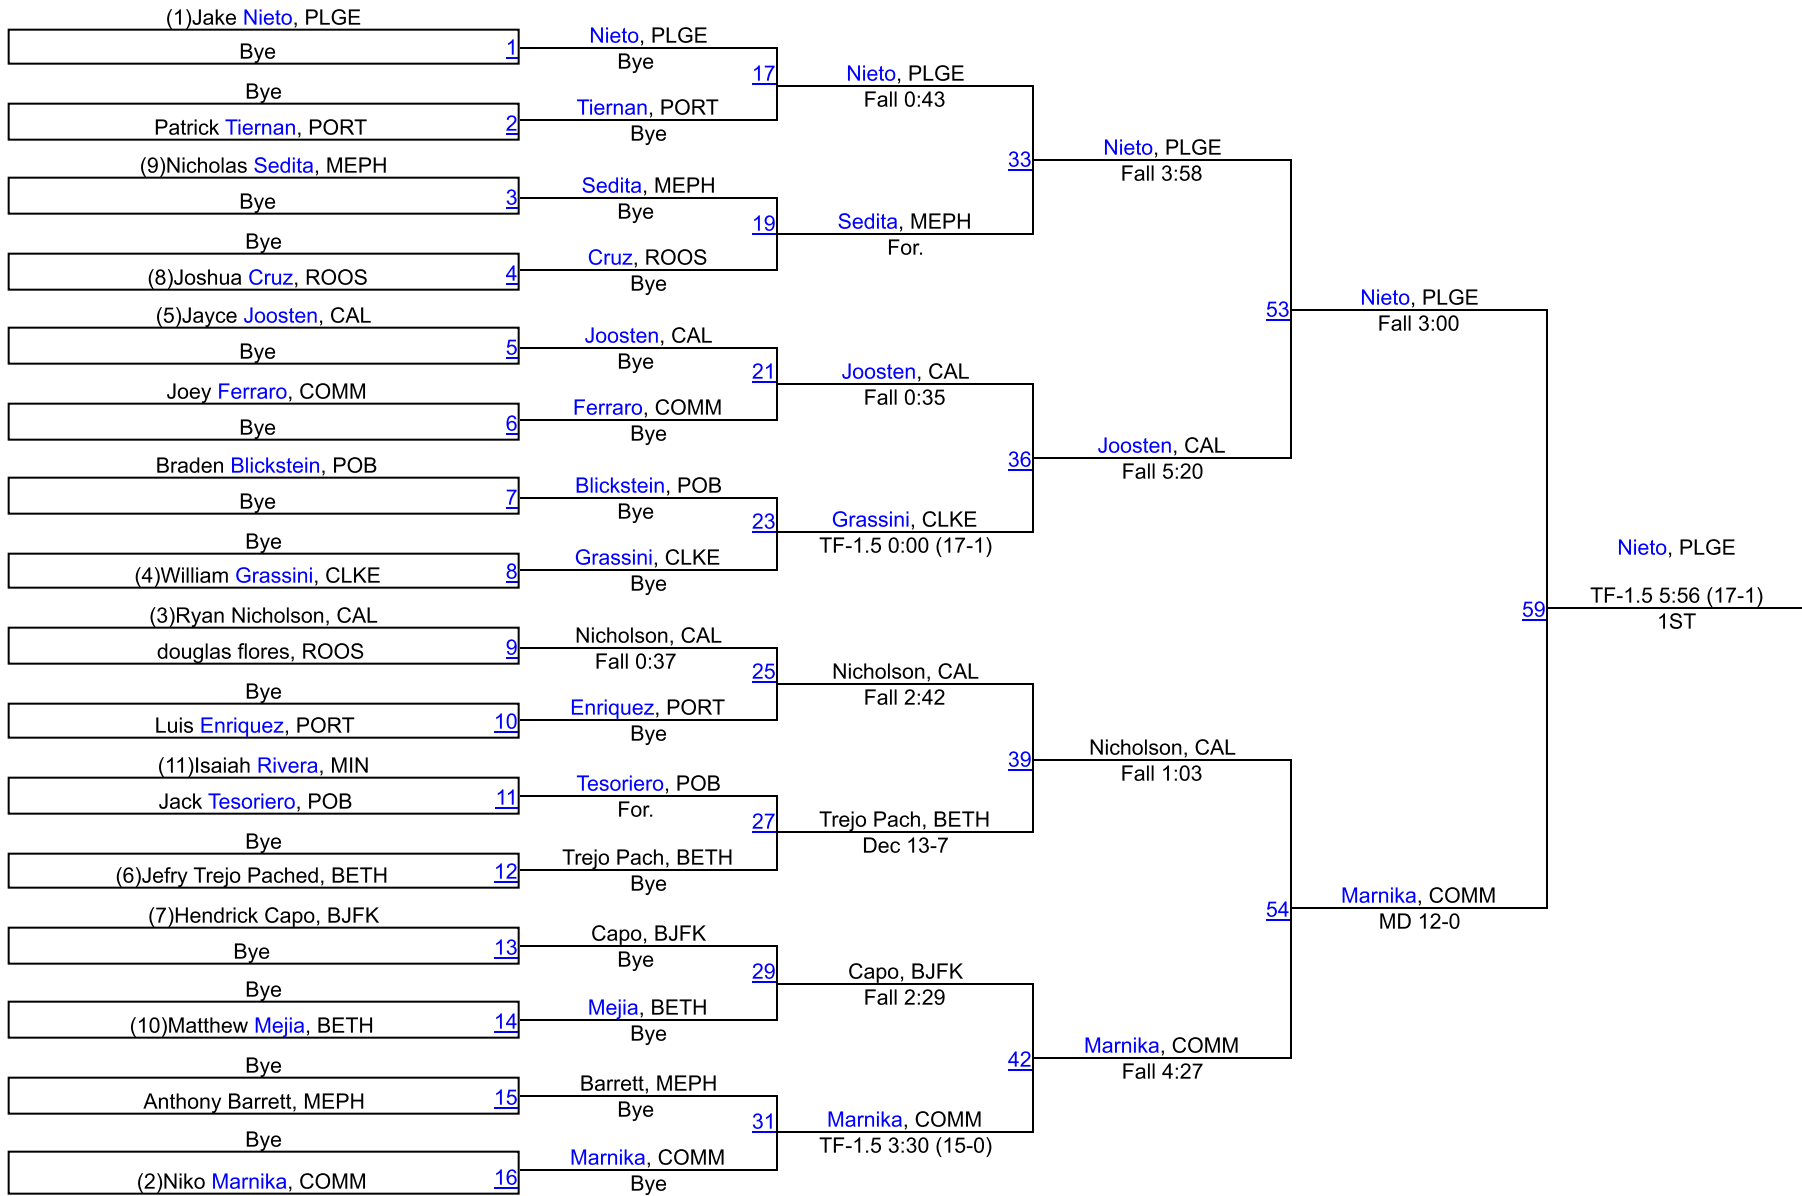 (1)Jake Nieto, PLGE
Bye
1
Bye
Patrick Tiernan, PORT
2
(9)Nicholas Sedita, MEPH
Bye
3
Bye
(8)Joshua Cruz, ROOS
4
(5)Jayce Joosten, CAL
Bye
5
Joey Ferraro, COMM
Bye
6
Braden Blickstein, POB
Bye
7
Bye
(4)William Grassini, CLKE
8
(3)Ryan Nicholson, CAL
douglas flores, ROOS
9
Bye
Luis Enriquez, PORT
10
(11)Isaiah Rivera, MIN
Jack Tesoriero, POB
11
Bye
(6)Jefry Trejo Pached, BETH
12
(7)Hendrick Capo, BJFK
Bye
13
Bye
(10)Matthew Mejia, BETH
14
Bye
Anthony Barrett, MEPH
15
Bye
(2)Niko Marnika, COMM
16
Nieto, PLGE
Bye
17
Tiernan, PORT
Bye
Sedita, MEPH
Bye
19
Cruz, ROOS
Bye
Joosten, CAL
Bye
21
Ferraro, COMM
Bye
Blickstein, POB
Bye
23
Grassini, CLKE
Bye
Nicholson, CAL
Fall 0:37
25
Enriquez, PORT
Bye
Tesoriero, POB
For.
27
Trejo Pach, BETH
Bye
Capo, BJFK
Bye
29
Mejia, BETH
Bye
Barrett, MEPH
Bye
31
Marnika, COMM
Bye
Nieto, PLGE
Fall 0:43
33
Sedita, MEPH
For.
Joosten, CAL
Fall 0:35
36
Grassini, CLKE
TF-1.5 0:00 (17-1)
Nicholson, CAL
Fall 2:42
39
Trejo Pach, BETH
Dec 13-7
Capo, BJFK
Fall 2:29
42
Marnika, COMM
TF-1.5 3:30 (15-0)
Nieto, PLGE
Fall 3:58
53
Joosten, CAL
Fall 5:20
Nicholson, CAL
Fall 1:03
54
Marnika, COMM
Fall 4:27
Nieto, PLGE
Fall 3:00
59
Marnika, COMM
MD 12-0
Nieto, PLGE
TF-1.5 5:56 (17-1)
1ST